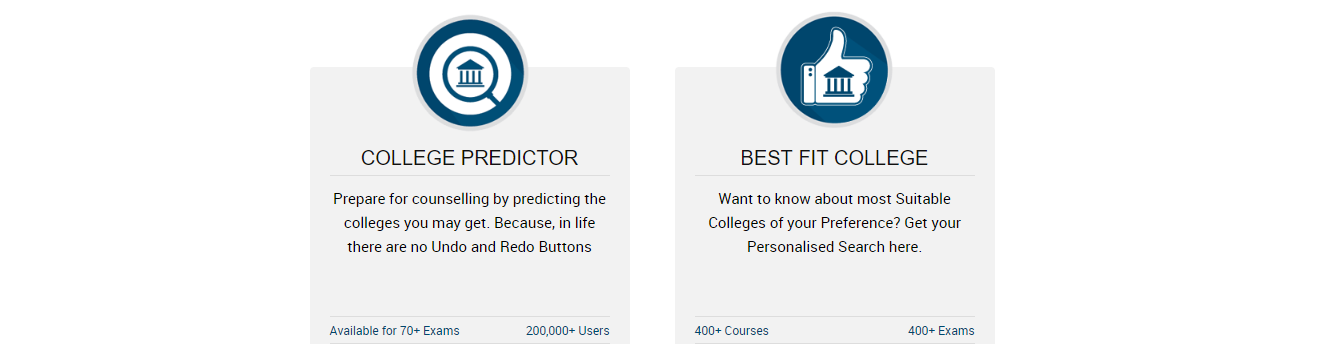 COLLEGE PREDICTOR
Prepare for counselling by predicting the
colleges you may get. Because, in life
there are no Undo and Redo Buttons
Available for 70+ Exams
200,000+ Users
BEST FIT COLLEGE
Want to know about most Suitable
Colleges of your Preference? Get your
Personalised Search here.
400+ Courses
400+ Exams